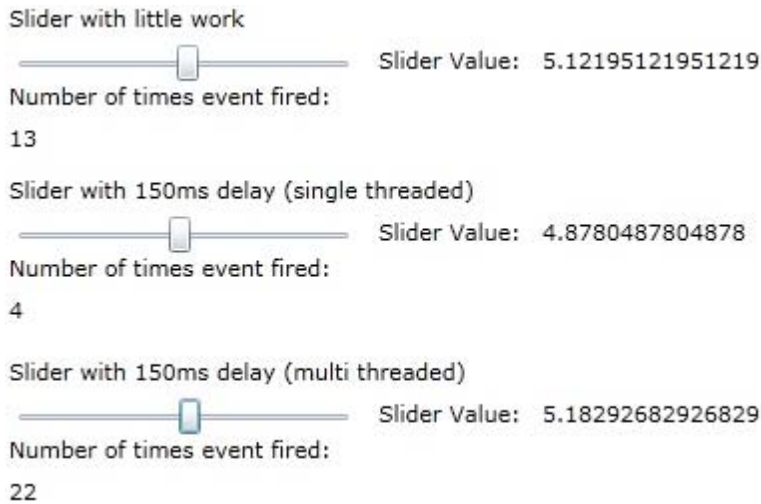 Slider with little work
Slider Value: 5.12195121951219
Number of times event fired:
13
Slider with 150ms delay (single threaded)
Slider Value: 4.8780487804878
Number of times event fired:
4
Slider with 150ms delay (multi threaded)
Slider Value: 5.18292682926829
Number of times event fired:
22